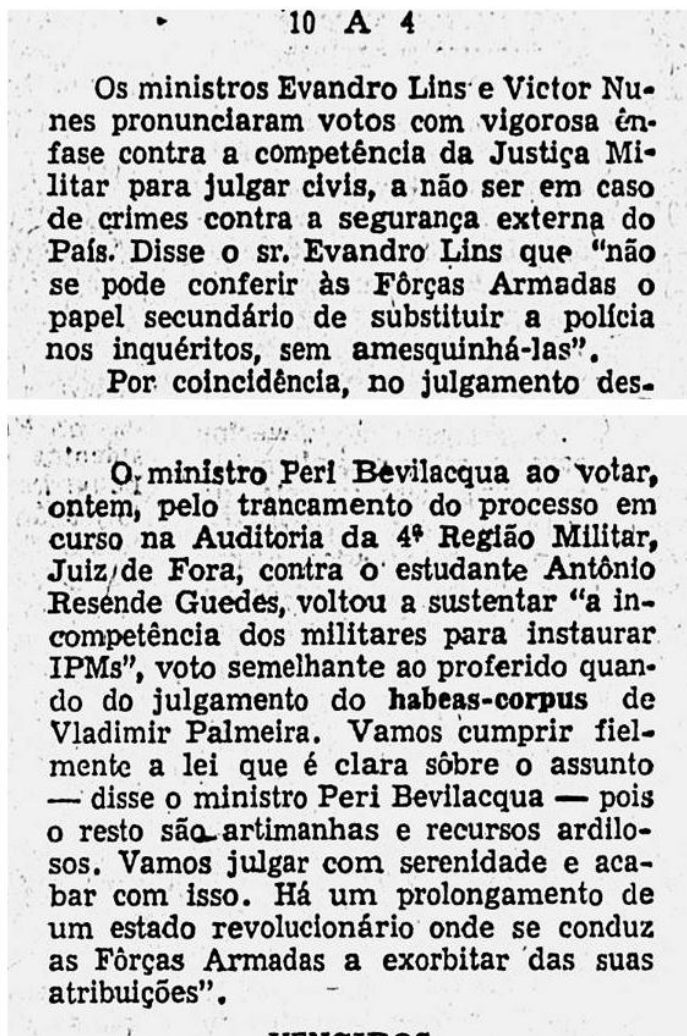 10 A 4
Os ministros Evandro Lins e Victor Nu-
nes pronunciaram votos com vigorosa ên-
fase contra a competência da Justiça Mi-
litar para julgar civis, a não ser em caso
de crimes contra a segurança externa do
País. Disse o sr. Evandro Lins que “não
se pode conferir às Fôrças Armadas o
papel secundário de substituir a polícia
nos inquéritos, sem amesquinhá-las”.
Por coincidência, no julgamento des-
O ministro Peri Bevilacqua ao votar,
ontem, pelo trancamento do processo em
curso na Auditoria da 4ª Região Militar,
Juiz de Fora, contra o estudante Antônio
Resende Guedes, voltou a sustentar “a in-
competência dos militares para instaurar
IPMs”, voto semelhante ao proferido quan-
do do julgamento do habeas-corpus de
Vladimir Palmeira. Vamos cumprir fiel-
mente a lei que é clara sôbre o assunto
— disse o ministro Peri Bevilacqua — pois
o resto são artimanhas e recursos ardilo-
sos. Vamos julgar com serenidade e aca-
bar com isso. Há um prolongamento de
um estado revolucionário onde se conduz
as Fôrças Armadas a exorbitar das suas
atribuições”.